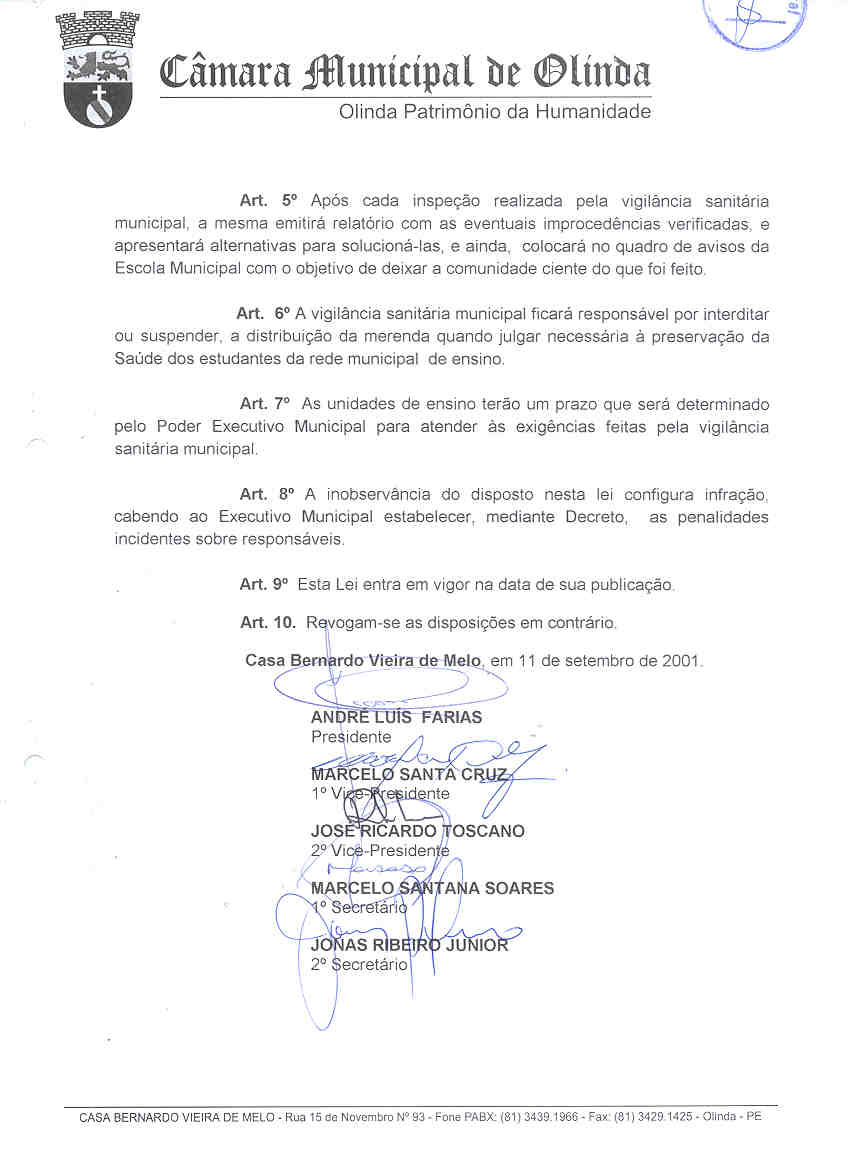 Câmara Municipal de Olinda
Olinda Patrimônio da Humanidade
Art. 5º Após cada inspeção realizada pela vigilância sanitária
municipal, a mesma emitirá relatório com as eventuais improcedências verificadas, e
apresentará alternativas para solucioná-las, e ainda, colocará no quadro de avisos da
Escola Municipal com o objetivo de deixar a comunidade ciente do que foi feito.
Art. 6º A vigilância sanitária municipal ficará responsável por interditar
ou suspender, a distribuição da merenda quando julgar necessária à preservação da
Saúde dos estudantes da rede municipal de ensino.
Art. 7º As unidades de ensino terão um prazo que será determinado
pelo Poder Executivo Municipal para atender às exigências feitas pela vigilância
sanitária municipal.
Art. 8º A inobservância do disposto nesta lei configura infração,
cabendo ao Executivo Municipal estabelecer, mediante Decreto, as penalidades
incidentes sobre responsáveis.
Art. 9º Esta Lei entra em vigor na data de sua publicação.
Art. 10. Revogam-se as disposições em contrário.
Casa Bernardo Vieira de Melo, em 11 de setembro de 2001.
ANDRÉ LUÍS FARIAS
Presidente
MARCELO SANTA CRUZ
1º Vice-Presidente
JOSÉ RICARDO TOSCANO
2º Vice-Presidente
MARCELO SANTANA SOARES
1º Secretário
JONAS RIBEIRO JUNIOR
2º Secretário
CASA BERNARDO VIEIRA DE MELO - Rua 15 de Novembro Nº 93 - Fone PABX: (81) 3439.1966 - Fax: (81) 3429.1425 - Olinda - PE